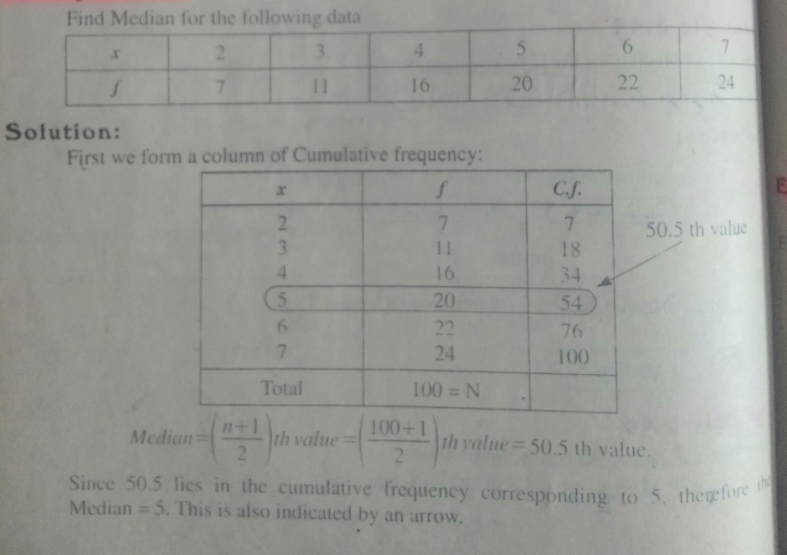 Find Median for the following data
x 2 3 4 5 6 7
f 7 11 16 20 22 24
Solution:
First we form a column of Cumulative frequency:
x f C.f.
2 7 7
50.5 th value
3 11 18
4 16 34
5 20 54
6 22 76
7 24 100
Total 100 = N
Median = (n+1/2) th value = (100+1/2) th value = 50.5 th value.
Since 50.5 lies in the cumulative frequency corresponding to 5, therefore the
Median = 5. This is also indicated by an arrow.
E